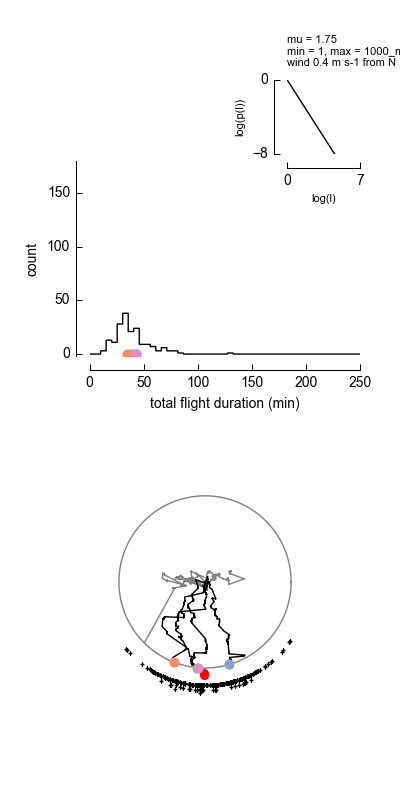 mu = 1.75
min = 1, max = 1000_m
wind 0.4 m s-1 from N
0
log(p(l))
−8
0 7
log(l)
150
100
count
50
0
0 50 100 150 200 250
total flight duration (min)